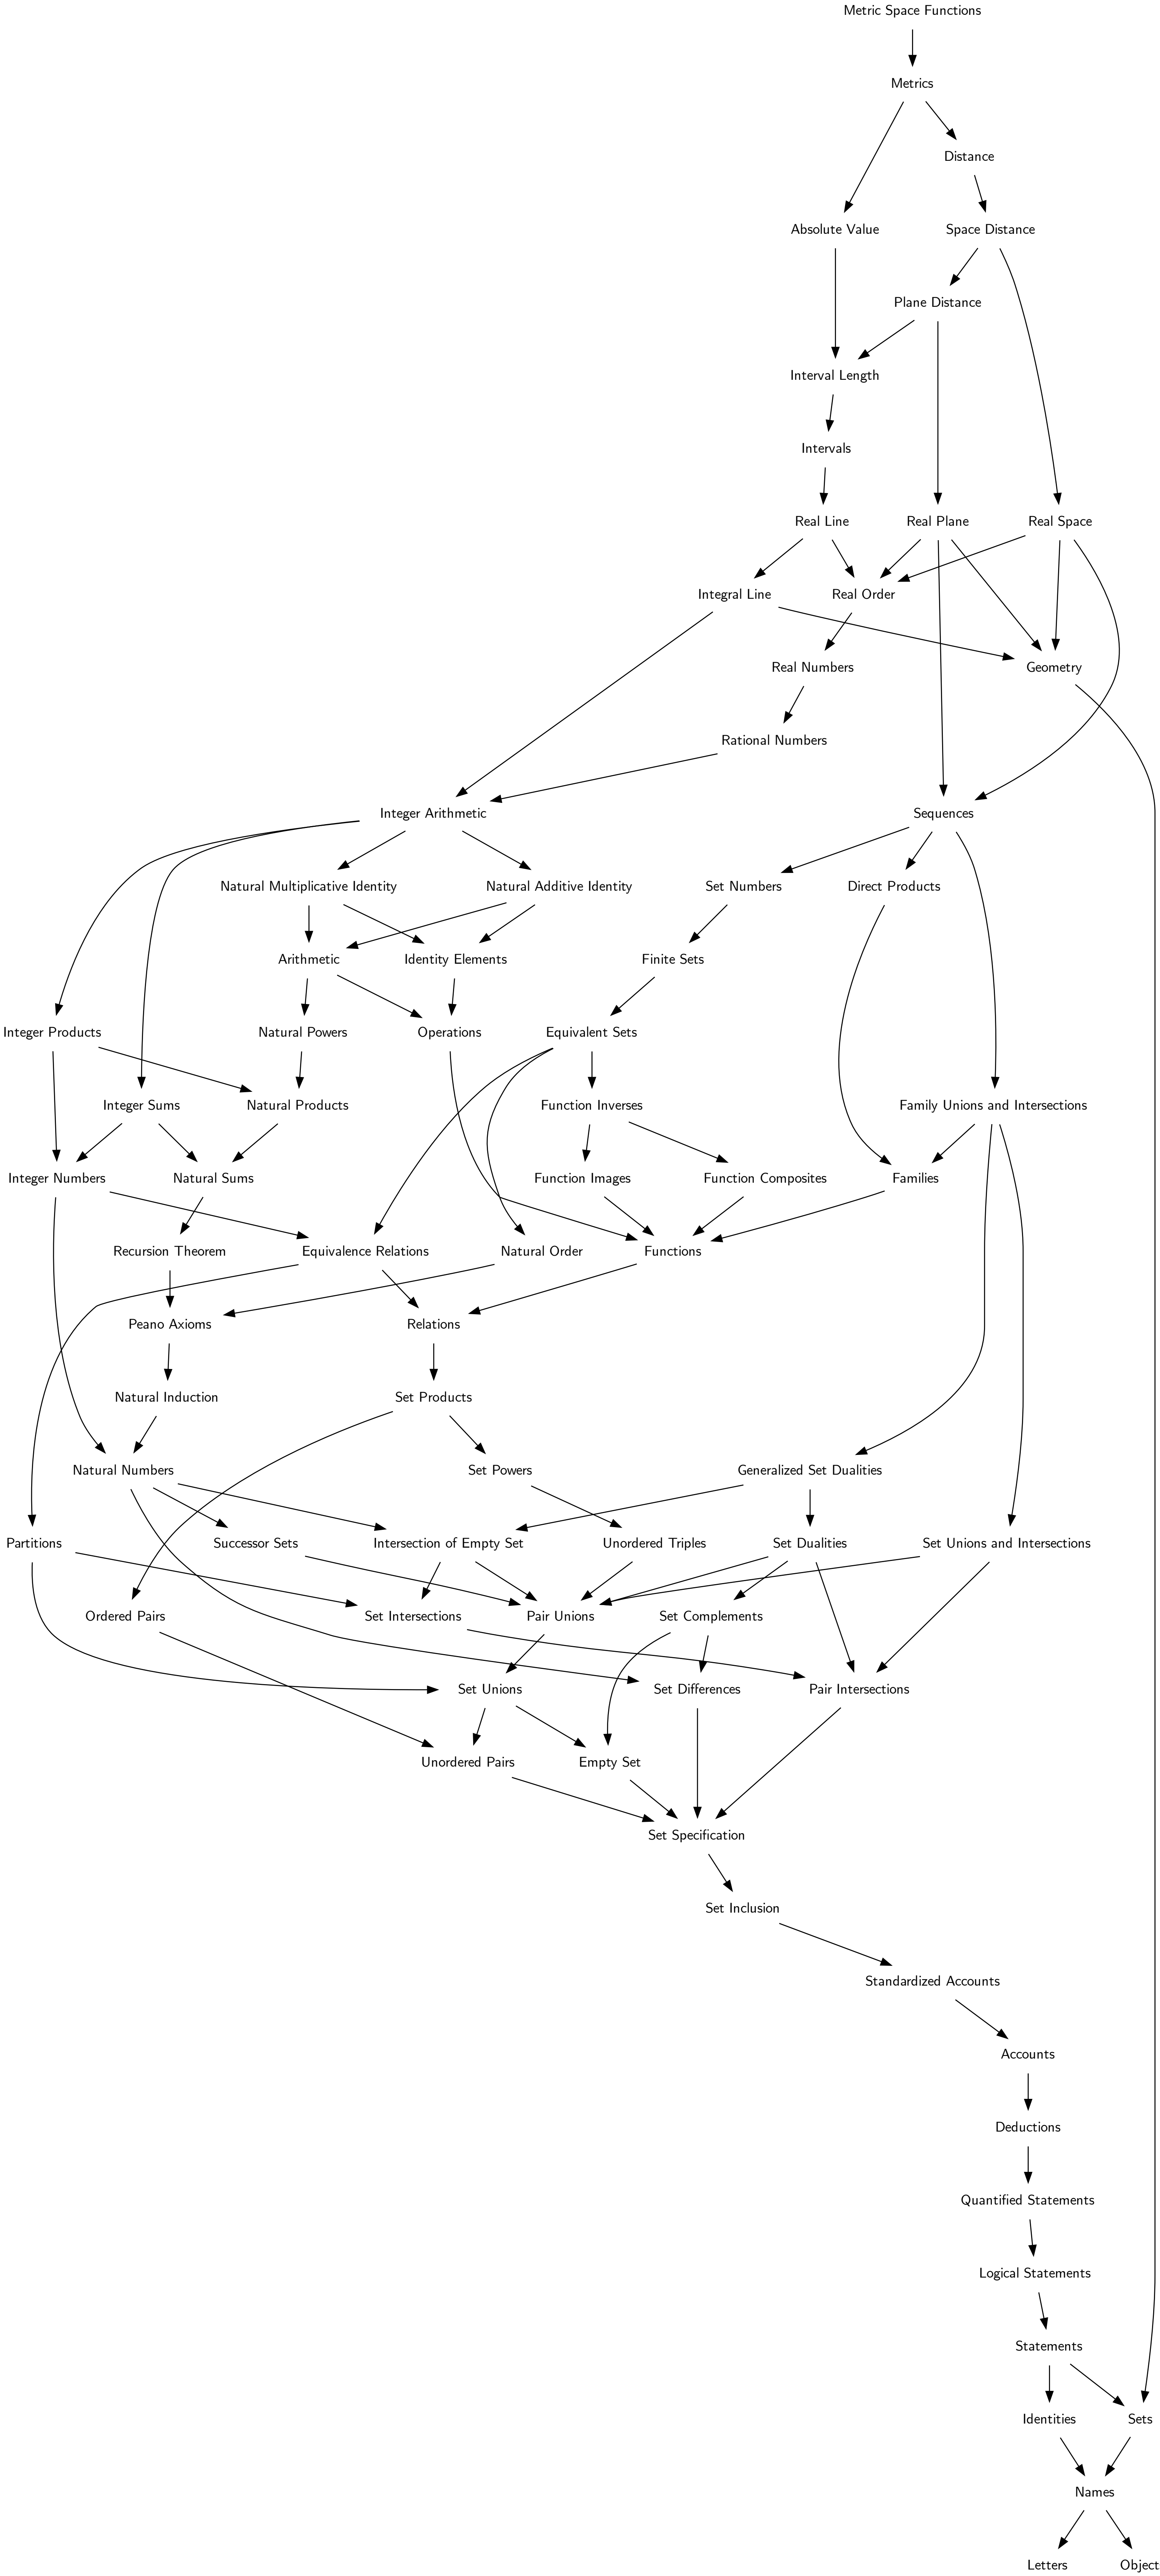 Metric Space Functions
Metrics
Distance
Absolute Value
Space Distance
Plane Distance
Interval Length
Intervals
Real Line
Real Plane
Real Space
Integral Line
Real Order
Real Numbers
Geometry
Rational Numbers
Integer Arithmetic
Sequences
Natural Multiplicative Identity
Natural Additive Identity
Set Numbers
Direct Products
Arithmetic
Identity Elements
Finite Sets
Integer Products
Natural Powers
Operations
Equivalent Sets
Integer Sums
Natural Products
Function Inverses
Family Unions and Intersections
Integer Numbers
Natural Sums
Function Images
Function Composites
Families
Recursion Theorem
Equivalence Relations
Natural Order
Functions
Peano Axioms
Relations
Natural Induction
Set Products
Natural Numbers
Set Powers
Generalized Set Dualities
Partitions
Successor Sets
Intersection of Empty Set
Unordered Triples
Set Dualities
Set Unions and Intersections
Ordered Pairs
Set Intersections
Pair Unions
Set Complements
Set Unions
Set Differences
Pair Intersections
Unordered Pairs
Empty Set
Set Specification
Set Inclusion
Standardized Accounts
Accounts
Deductions
Quantified Statements
Logical Statements
Statements
Identities
Sets
Names
Letters
Object